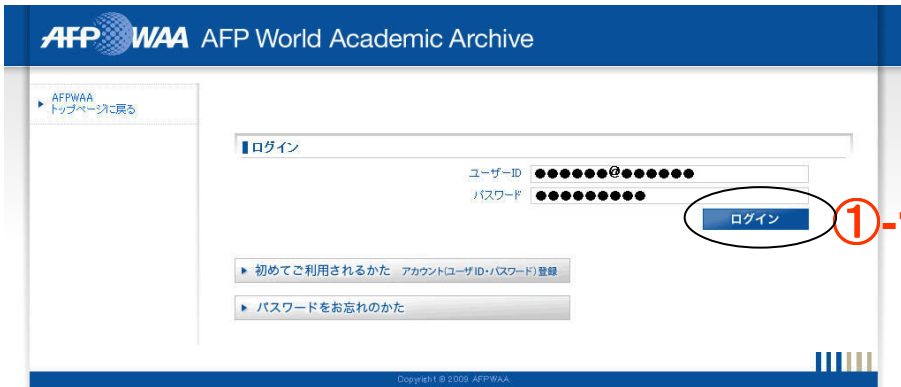 AFP WAA AFP World Academic Archive
AFPWAA
トップページに戻る
ログイン
ユーザーID ●●●●●●@●●●●●●
パスワード ●●●●●●●●●
ログイン
①-
初めてご利用されるかた アカウント(ユーザID・パスワード)登録
パスワードをお忘れのかた
Copyright © 2009 AFPWAA